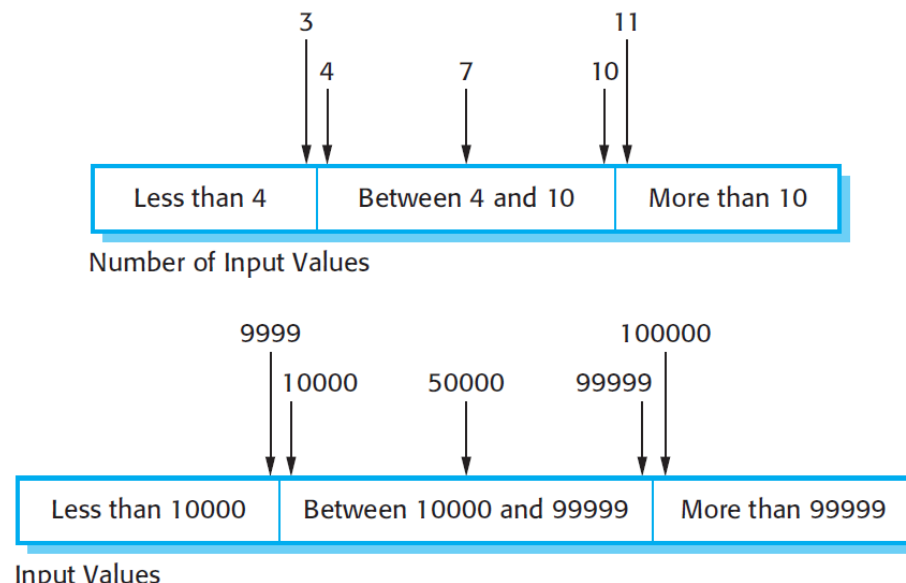 3 11
4 7 10
Less than 4 Between 4 and 10 More than 10
Number of Input Values
9999 100000
10000 50000 99999
Less than 10000 Between 10000 and 99999 More than 99999
Input Values